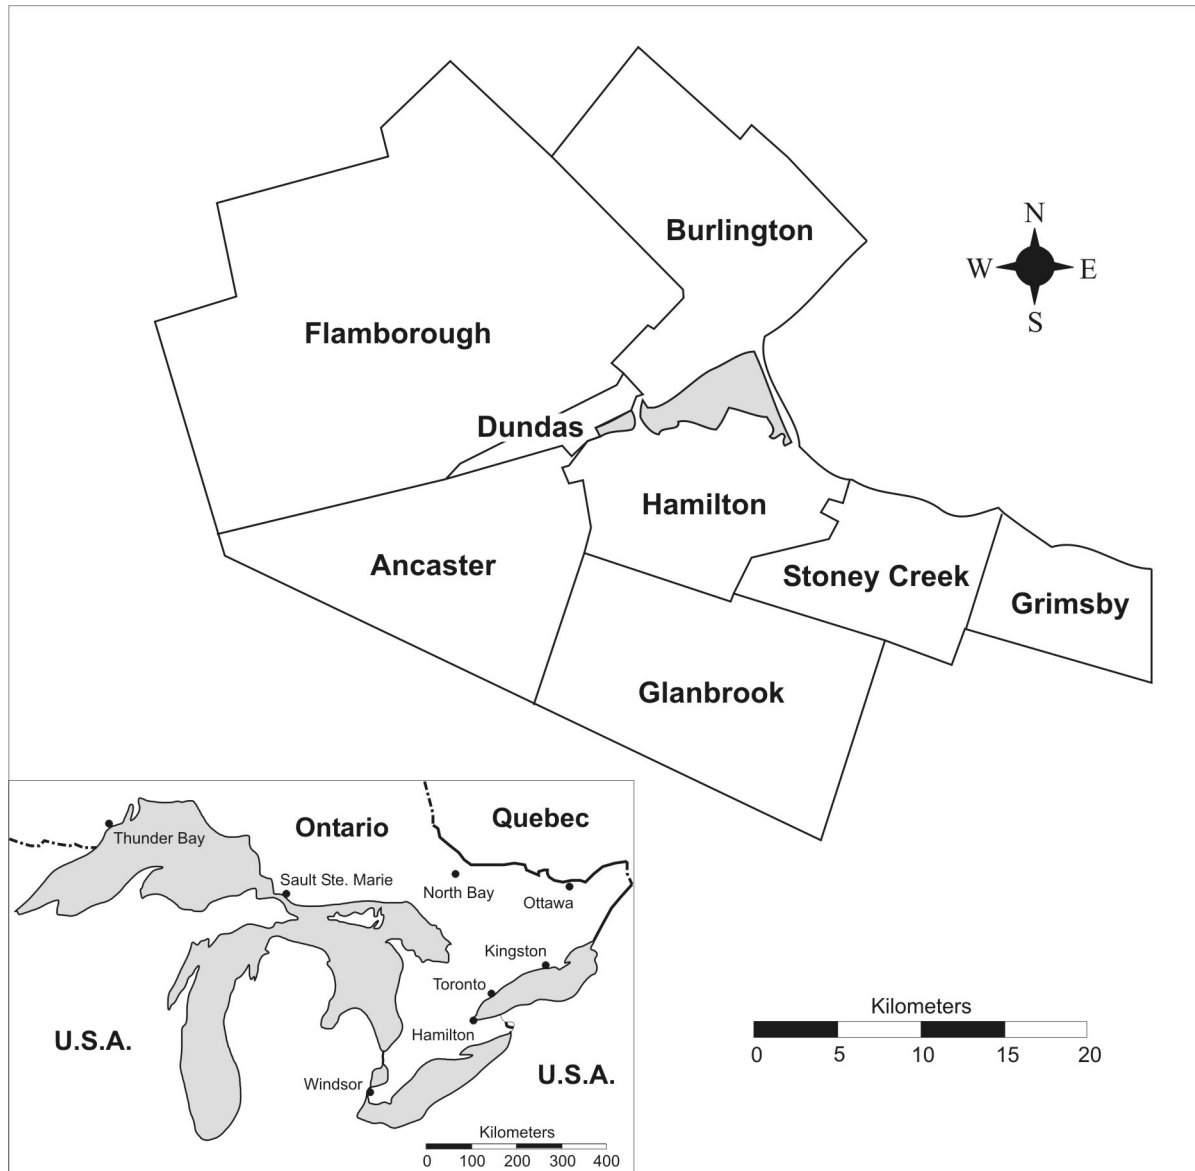 Burlington
N
W E
S
Flamborough
Dundas
Hamilton
Ancaster
Stoney Creek
Grimsby
Glanbrook
Ontario
Quebec
Thunder Bay
Sault Ste. Marie
North Bay
Ottawa
Kingston
Toronto
Hamilton
U.S.A.
Windsor
U.S.A.
Kilometers
0 100 200 300 400
Kilometers
0 5 10 15 20